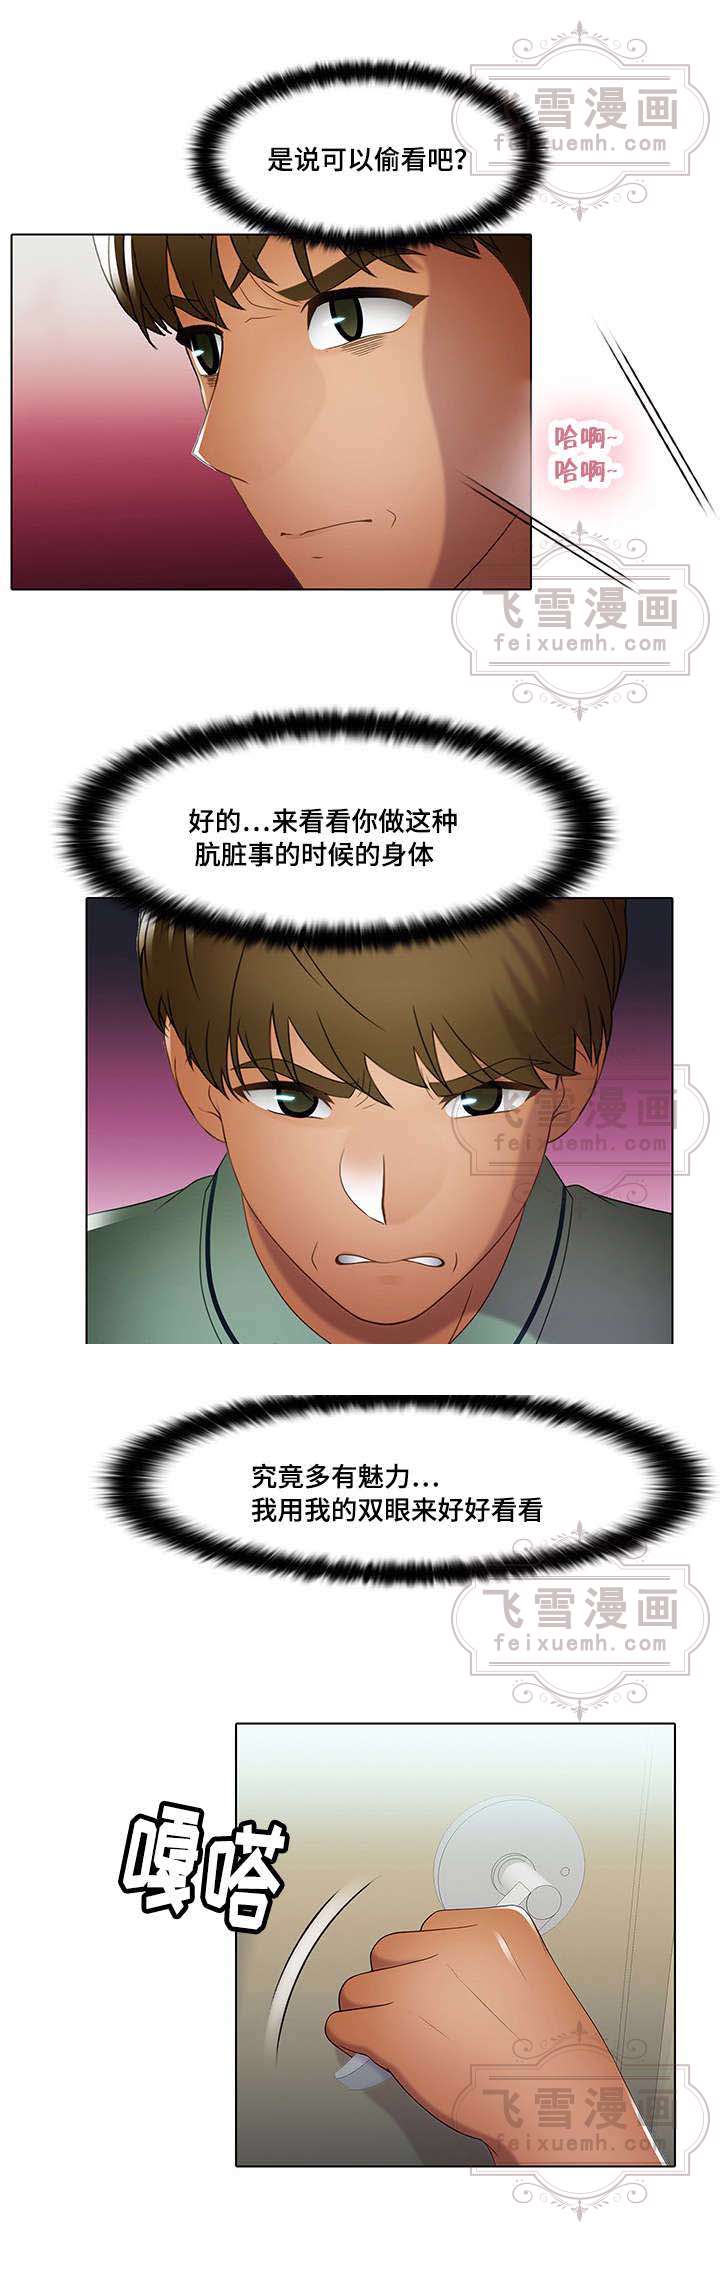 飞雪漫画
feixuemh.com
是说可以偷看吧?
哈啊~
哈啊~
飞雪漫画
feixuemh.com
好的...来看看你做这种
肮脏事的时候的身体
飞雪漫画
feixuemh.com
究竟多有魅力...
我用我的双眼来好好看看
飞雪漫画
feixuemh.com
嘎嗒
飞雪漫画
feixuemh.com